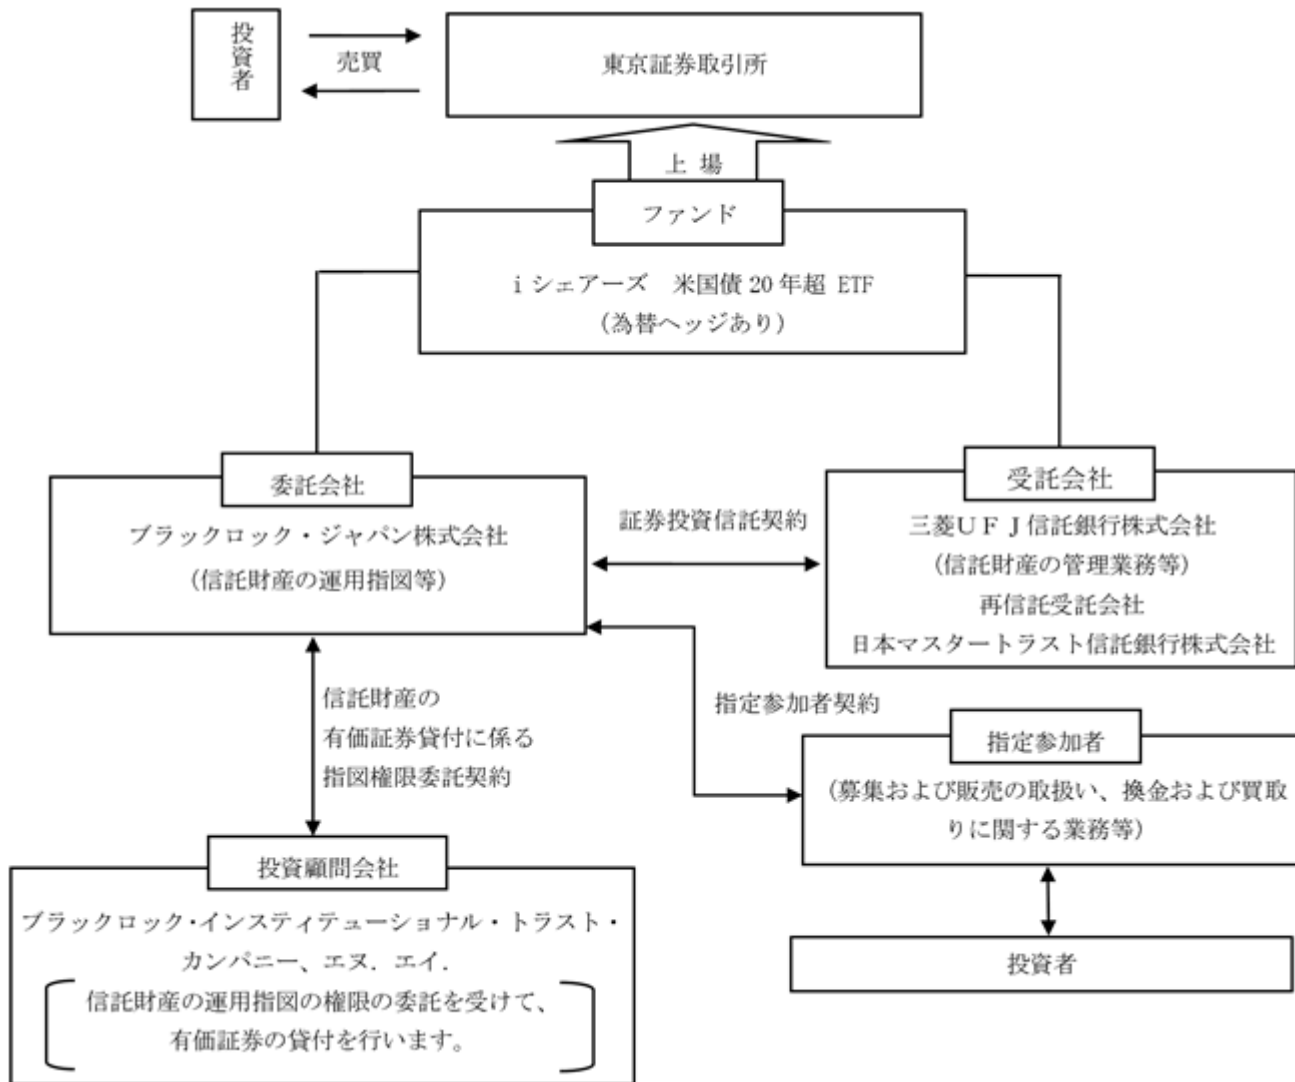 投資者
売買
東京証券取引所
上 場
ファンド
i シェアーズ　米国債 20 年超 ETF
（為替ヘッジあり）
委託会社
ブラックロック・ジャパン株式会社
（信託財産の運用指図等）
証券投資信託契約
受託会社
三菱ＵＦＪ信託銀行株式会社
（信託財産の管理業務等）
再信託受託会社
日本マスタートラスト信託銀行株式会社
信託財産の
有価証券貸付に係る
指図権限委託契約
指定参加者契約
指定参加者
（募集および販売の取扱い、換金および買取
りに関する業務等）
投資顧問会社
ブラックロック・インスティテューショナル・トラスト・
カンパニー、エヌ．エイ．
信託財産の運用指図の権限の委託を受けて、
有価証券の貸付を行います。
投資者